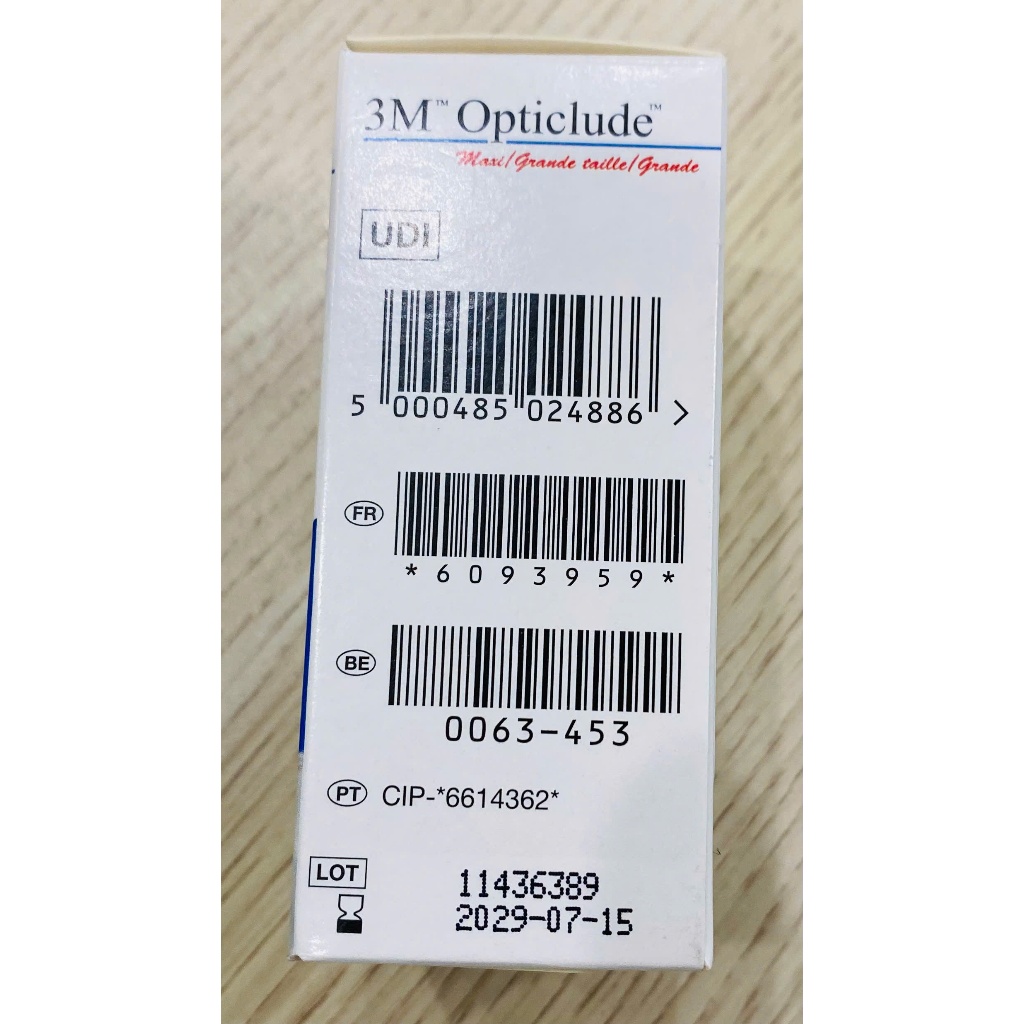 3M™ Opticlude™
Maxi/Grande taille/Grande
UDI
5 000485 024886 >
FR
*6093959*
BE
0063-453
PT CIP-*6614362*
LOT 11436389
2029-07-15